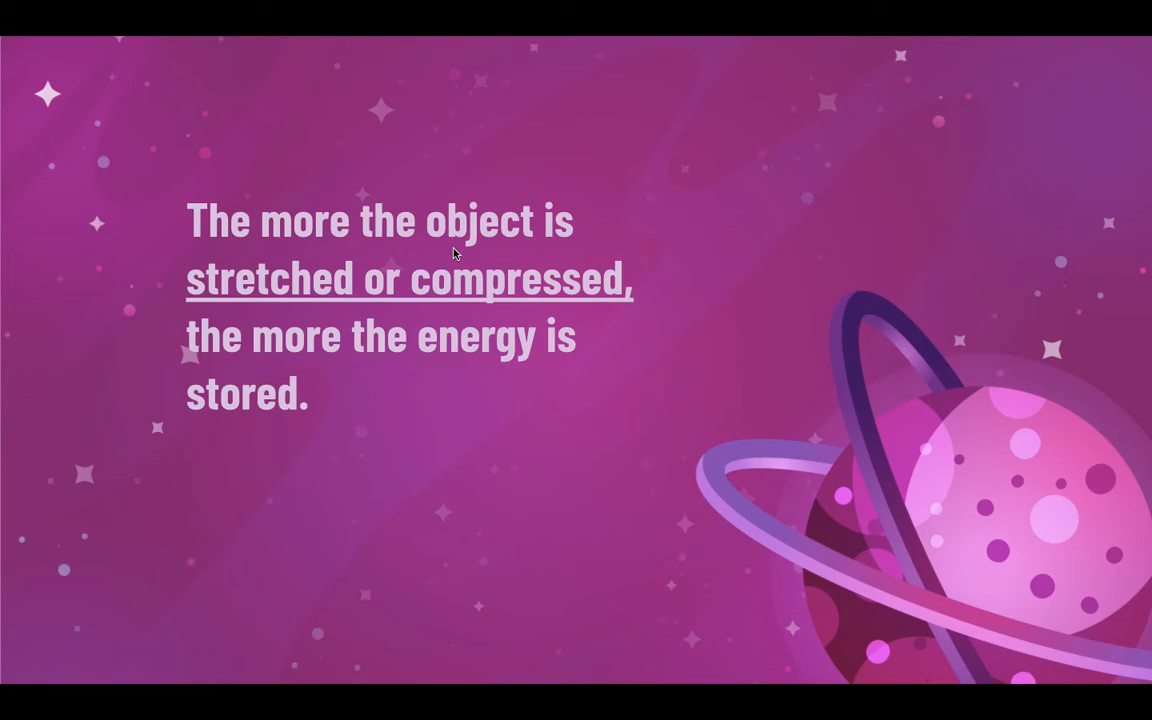 The more the object is
stretched or compressed,
the more the energy is
stored.